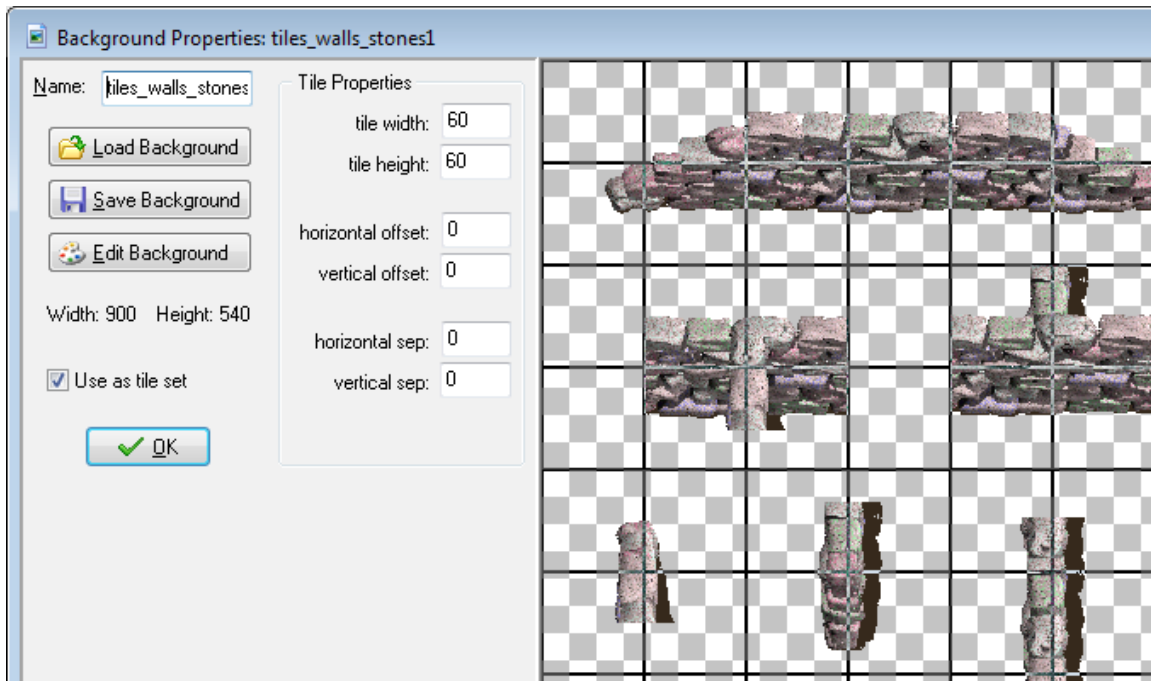 Background Properties: tiles_walls_stones1
Name: tiles_walls_stones
Load Background
Save Background
Edit Background
Width: 900 Height: 540
Use as tile set
OK
Tile Properties
tile width: 60
tile height: 60
horizontal offset: 0
vertical offset: 0
horizontal sep: 0
vertical sep: 0